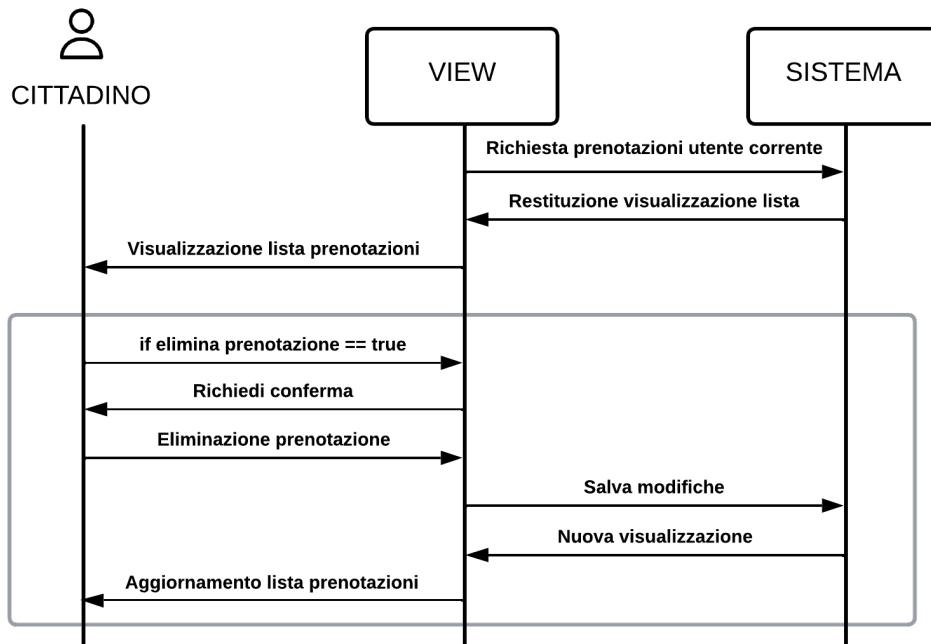 CITTADINO
VIEW
SISTEMA
Richiesta prenotazioni utente corrente
Restituzione visualizzazione lista
Visualizzazione lista prenotazioni
if elimina prenotazione == true
Richiedi conferma
Eliminazione prenotazione
Salva modifiche
Nuova visualizzazione
Aggiornamento lista prenotazioni